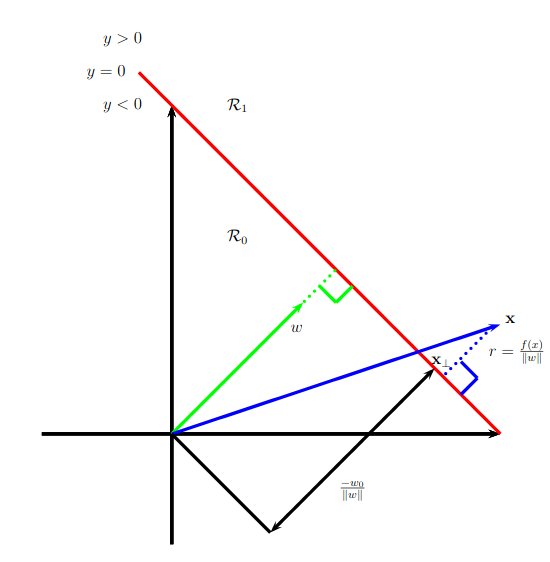 y > 0
y = 0
y < 0
R₁
R₀
w
x
x⊥
r = f(x)/‖w‖
-w₀/‖w‖